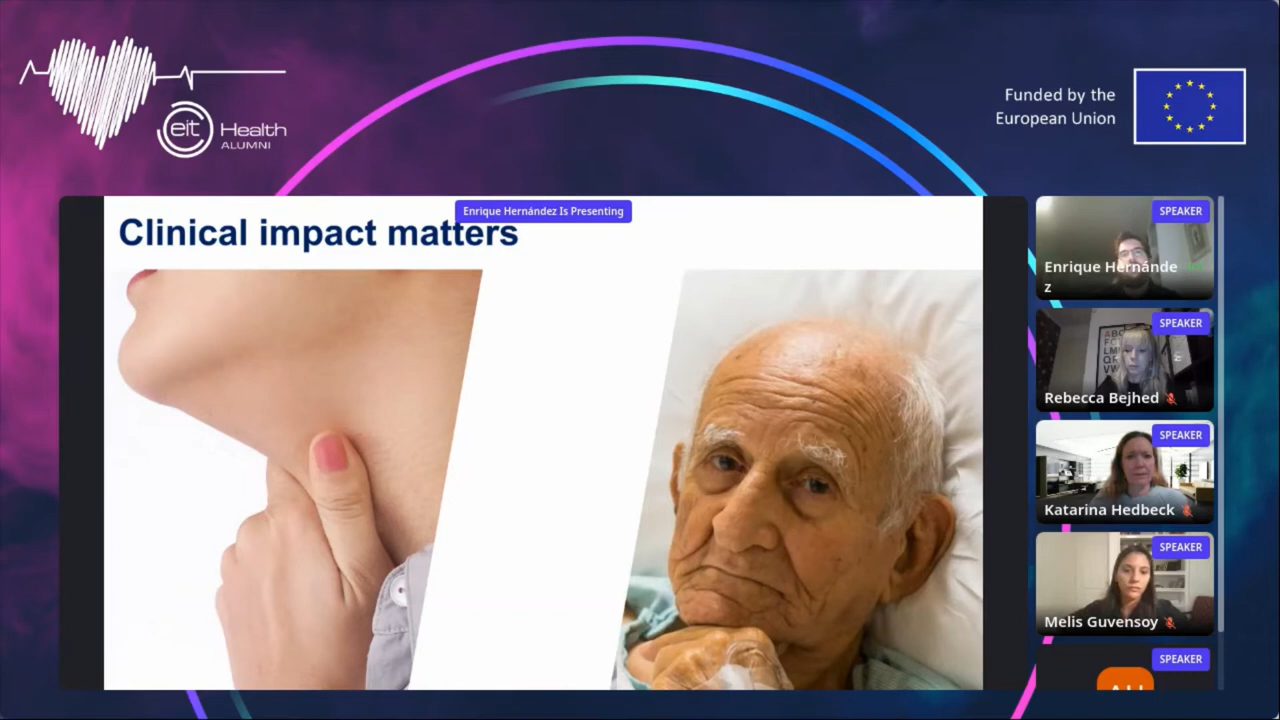 eit Health
ALUMNI
Funded by the
European Union
Enrique Hernández Is Presenting
Clinical impact matters
SPEAKER
Enrique Hernánde
z
SPEAKER
Rebecca Bejhed
SPEAKER
Katarina Hedbeck
SPEAKER
Melis Guvensoy
SPEAKER